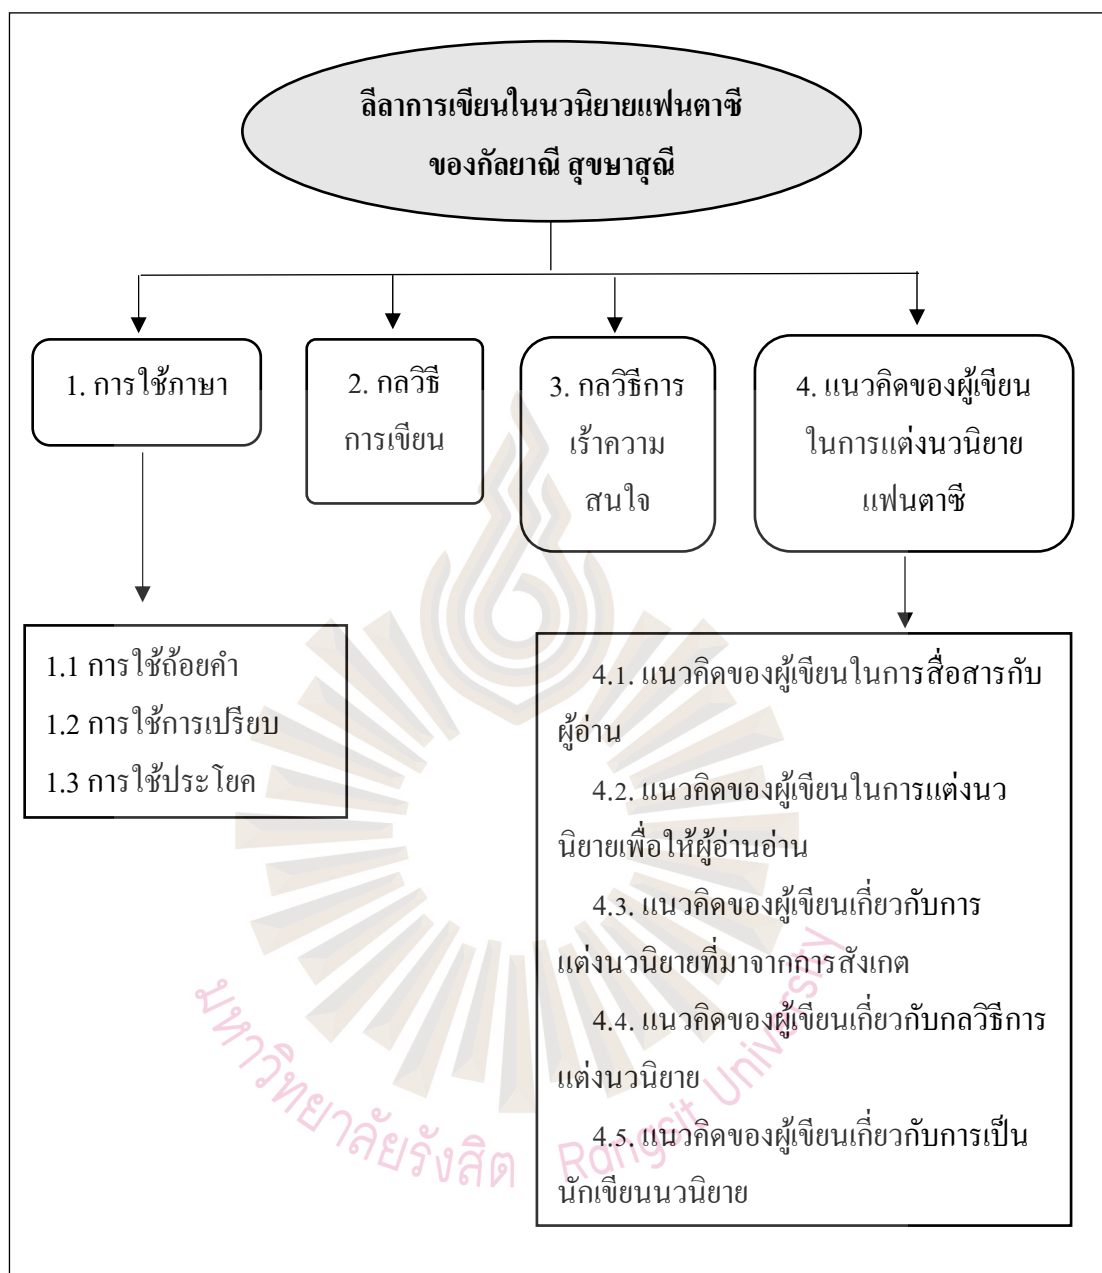 ลีลาการเขียนในนวนิยายแฟนตาซี
ของกัลยาณี สุขษาสุณี
1. การใช้ภาษา
2. กลวิธี
การเขียน
3. กลวิธีการ
เร้าความ
สนใจ
4. แนวคิดของผู้เขียน
ในการแต่งนวนิยาย
แฟนตาซี
1.1 การใช้ถ้อยคำ
1.2 การใช้การเปรียบ
1.3 การใช้ประโยค
4.1. แนวคิดของผู้เขียนในการสื่อสารกับ
ผู้อ่าน
4.2. แนวคิดของผู้เขียนในการแต่งนว
นิยายเพื่อให้ผู้อ่านอ่าน
4.3. แนวคิดของผู้เขียนเกี่ยวกับการ
แต่งนวนิยายที่มาจากการสังเกต
4.4. แนวคิดของผู้เขียนเกี่ยวกับกลวิธีการ
แต่งนวนิยาย
4.5. แนวคิดของผู้เขียนเกี่ยวกับการเป็น
นักเขียนนวนิยาย
มหาวิทยาลัยรังสิต Rangsit University